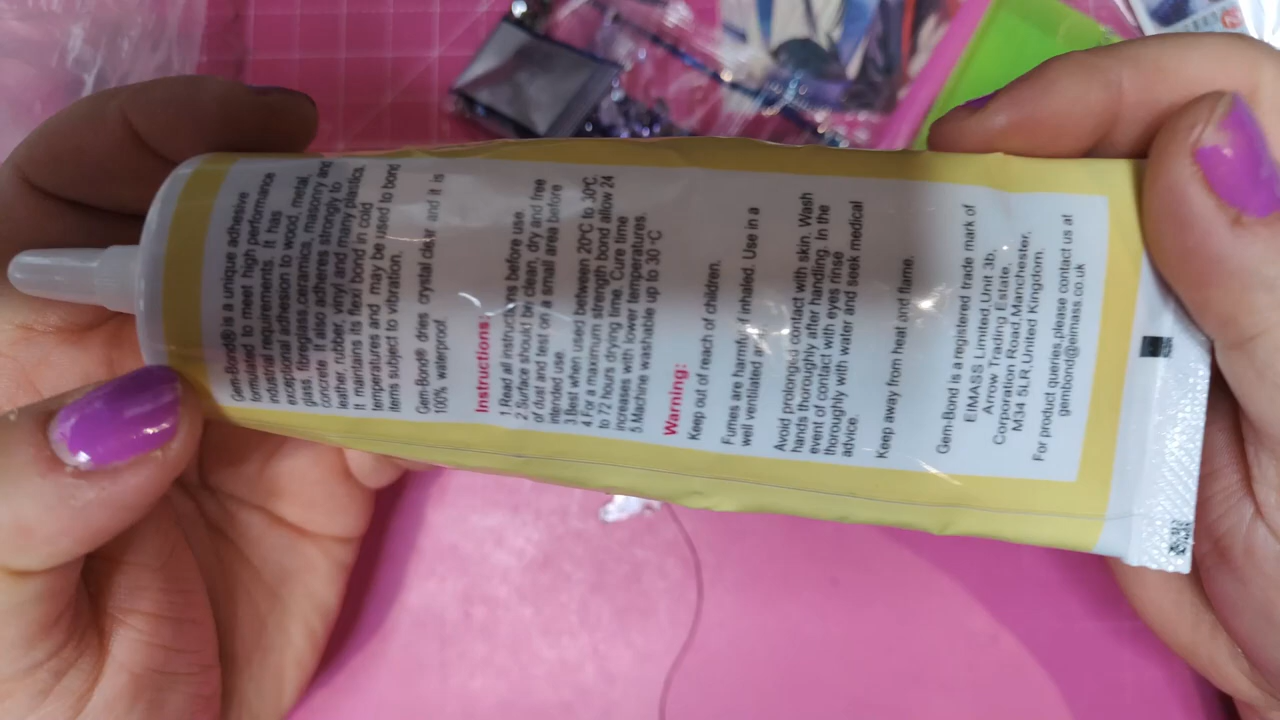 Gem-Bond® is a unique adhesive
formulated to meet high performance
industrial requirements. It has
exceptional adhesion to wood, metal,
glass, fibreglass,ceramics, masonry and
concrete. It also adheres strongly to
leather, rubber, vinyl and many plastics,
it maintains its flexi bond in cold
temperatures and may be used to bond
items subject to vibration.
Gem-Bond® dries crystal clear and it is
100% waterproof.
Instructions:
1.Read all instructions before use.
2.Surface should be clean, dry and free
of dust and test on a small area before
intended use.
3.Best when used between 20°C to 30°C.
4.For a maximum strength bond allow 24
to 72 hours drying time. Cure time
increases with lower temperatures.
5.Machine washable up to 30 °C
Warning:
Keep out of reach of children.
Fumes are harmful if inhaled. Use in a
well ventilated area.
Avoid prolonged contact with skin. Wash
hands thoroughly after handling. In the
event of contact with eyes rinse
thoroughly with water and seek medical
advice.
Keep away from heat and flame.
Gem-Bond is a registered trade mark of
EIMASS Limited,Unit 3b,
Arrow Trading Estate,
Corporation Road,Manchester,
M34 5LR,United Kingdom.
For product queries,please contact us at
gembond@eimass.co.uk